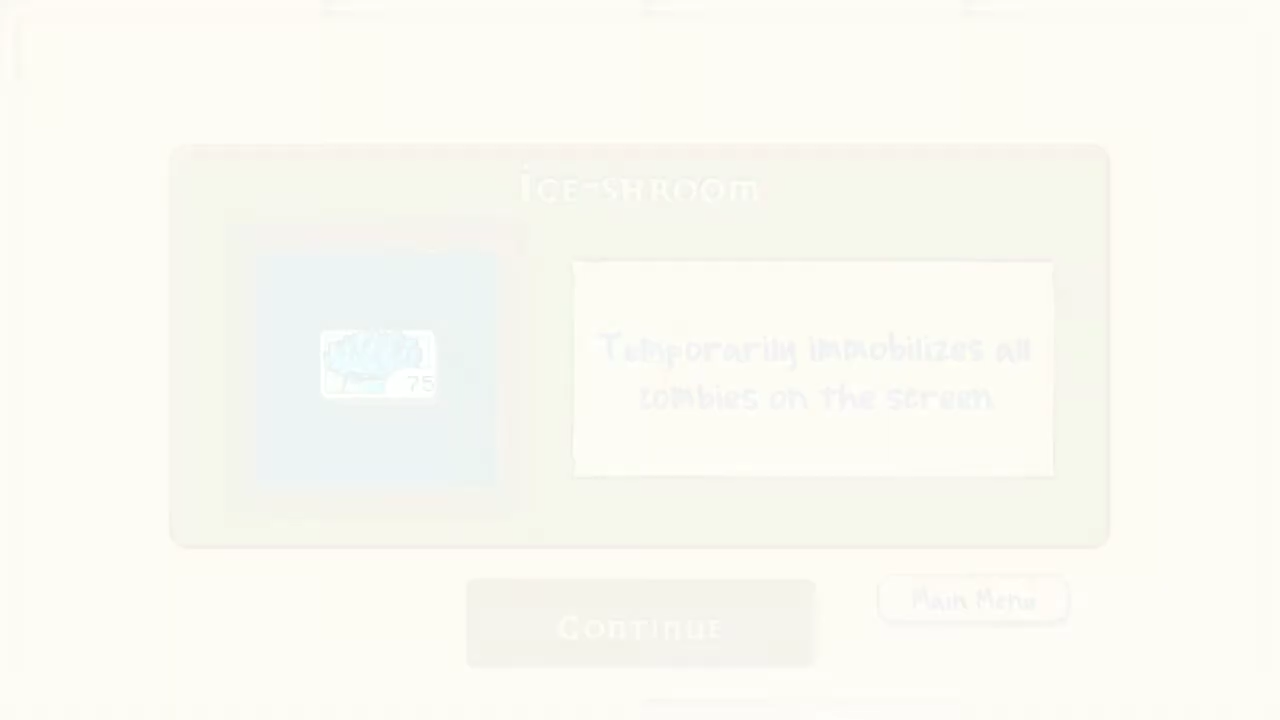 Ice-shroom
75
Temporarily immobilizes all
zombies on the screen
Continue
Main Menu